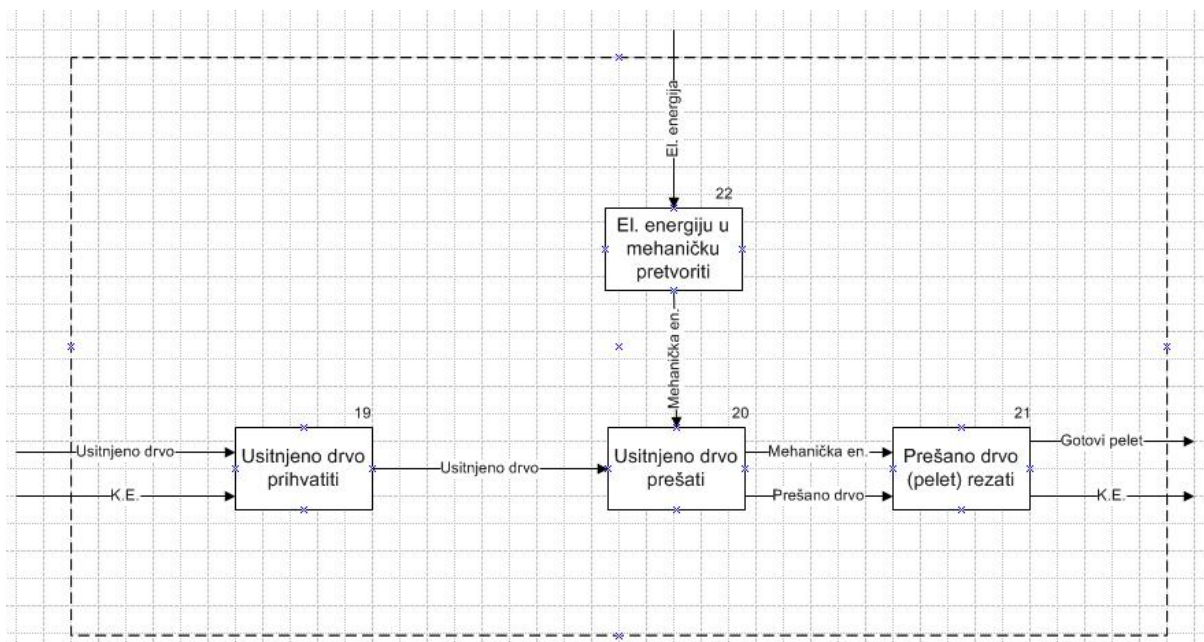 El. energija
22
El. energiju u
mehaničku
pretvoriti
Mehanička en.
19
20
21
Usitnjeno drvo
K.E.
Usitnjeno drvo
prihvatiti
Usitnjeno drvo
Usitnjeno drvo
prešati
Mehanička en.
Prešano drvo
Prešano drvo
(pelet) rezati
Gotovi pelet
K.E.